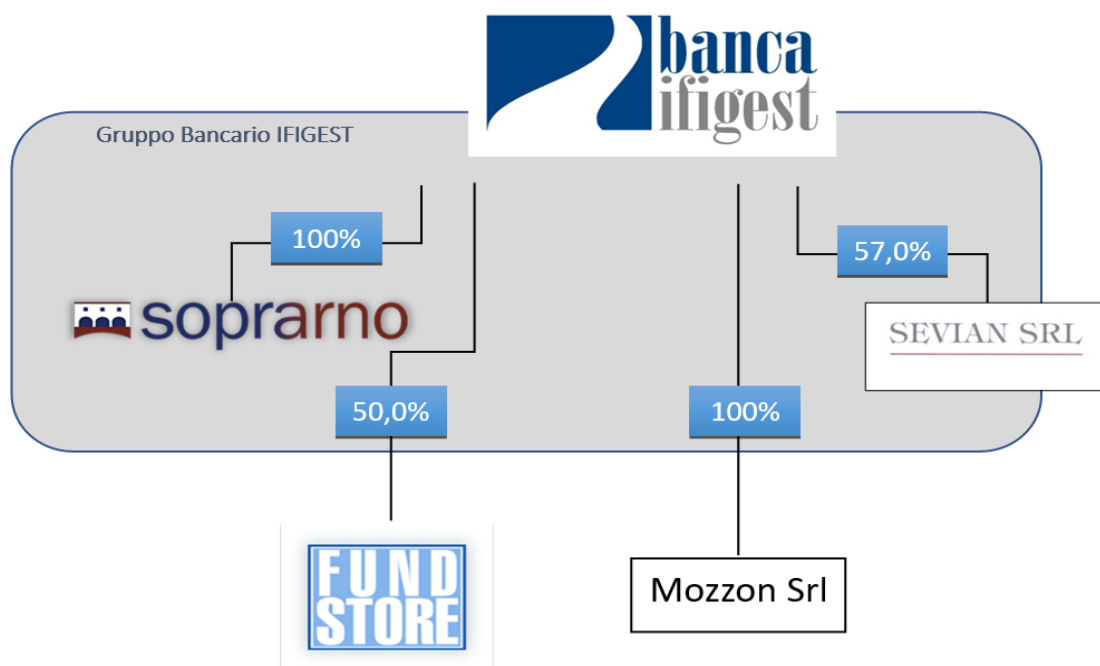 banca
ifigest
Gruppo Bancario IFIGEST
100%
57,0%
soprarno
SEVIAN SRL
50,0%
100%
FUND
STORE
Mozzon Srl